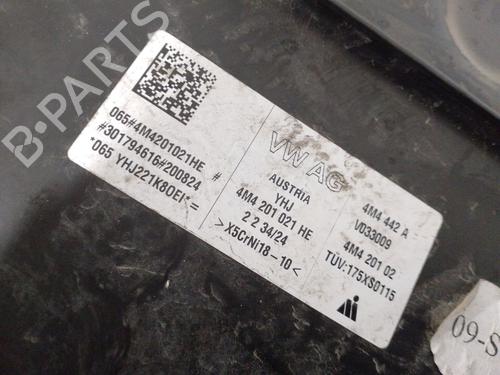 065#4M4201021HE #
#301794616#200824
*065 YHJ221K80EI*=
VW AG
AUSTRIA
YHJ
4M4 201 021 HE
2 2 34/24
>X5CrNi18-10<
4M4 442 A
V033009
4M4 201 02
TÜV:175XS0115
09-S
B-PARTS